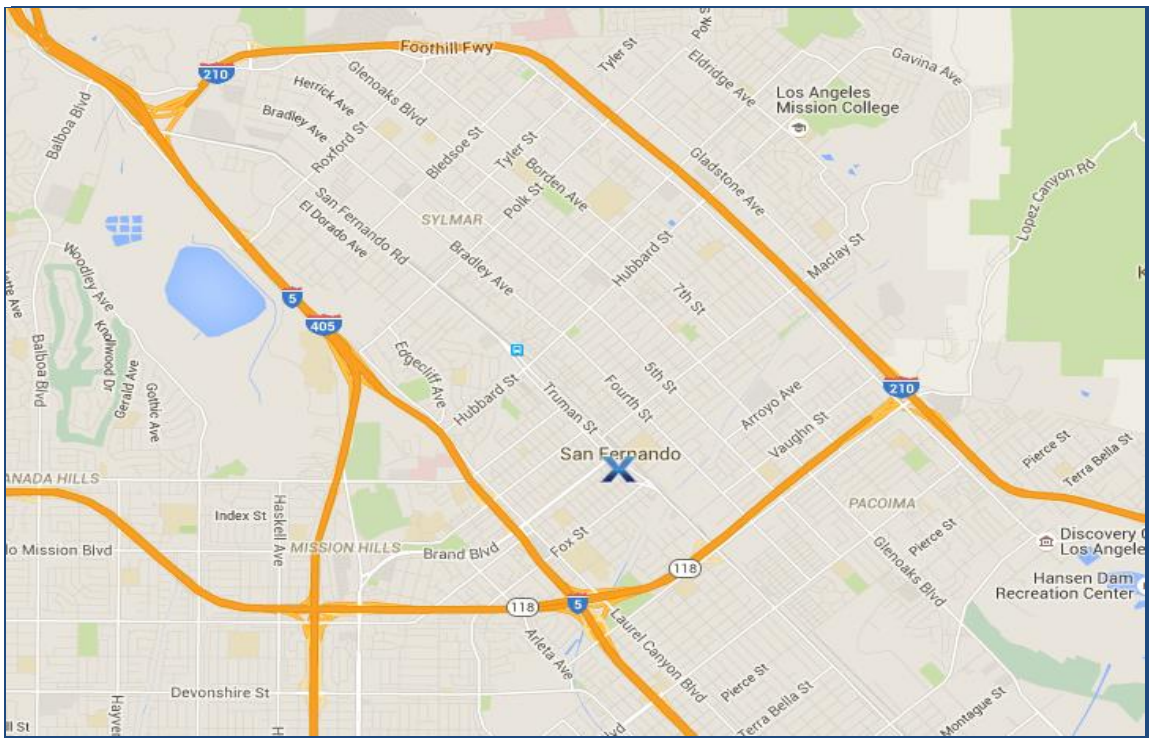 Foothill Fwy
210
Polk S
Tyler St
Eldridge Ave
Gavina Ave
Los Angeles
Mission College
Balboa Blvd
Herrick Ave
Glenoaks Blvd
Bradley Ave
Roxford St
Bledsoe St
Tyler St
Borden Ave
Polk St
Gladstone Ave
Lopez Canyon Rd
San Fernando Rd
El Dorado Ave
SYLMAR
Bradley Ave
Hubbard St
Maclay St
7th St
Woodley Ave
K
5
405
Knollwood Dr
Gerald Ave
Gothic Ave
Balboa Blvd
Edgecliff Ave
Hubbard St
Truman St
Fourth St
5th St
Arroyo Ave
Vaughn St
210
Pierce St
Terra Bella St
San Fernando
X
ANADA HILLS
PACOIMA
Index St
Haskell Ave
MISSION HILLS
Brand Blvd
Fox St
lo Mission Blvd
Pierce St
Glenoaks Blvd
Discovery C
Los Angele
Hansen Dam
Recreation Center
118
118
5
Arleta Ave
Laurel Canyon Blvd
Devonshire St
Pierce St
Terra Bella St
Montague St
Hayve
H
ll St
lvd